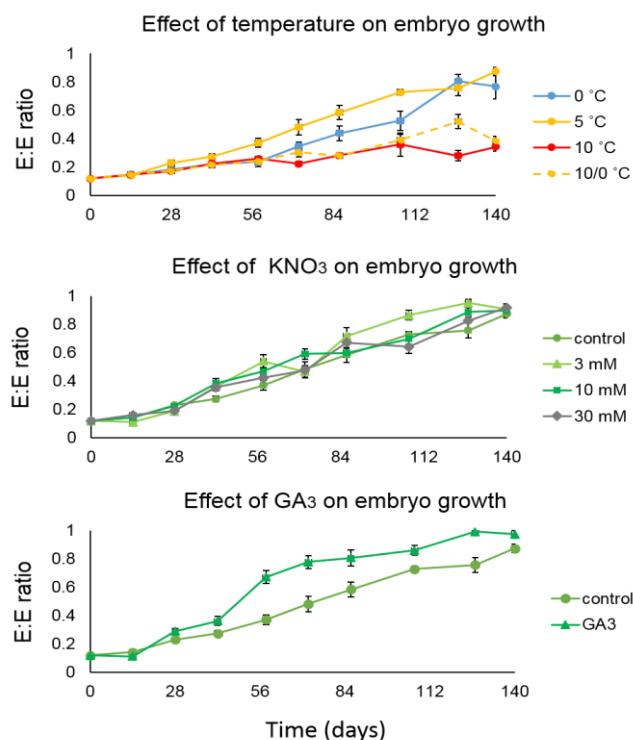 Effect of temperature on embryo growth
1
0.8
0.6
0.4
0.2
0
E:E ratio
0 28 56 84 112 140
0 ˚C
5 ˚C
10 ˚C
10/0 ˚C
Effect of KNO3 on embryo growth
1
0.8
0.6
0.4
0.2
0
E:E ratio
0 28 56 84 112 140
control
3 mM
10 mM
30 mM
Effect of GA3 on embryo growth
1
0.8
0.6
0.4
0.2
0
E:E ratio
0 28 56 84 112 140
control
GA3
Time (days)